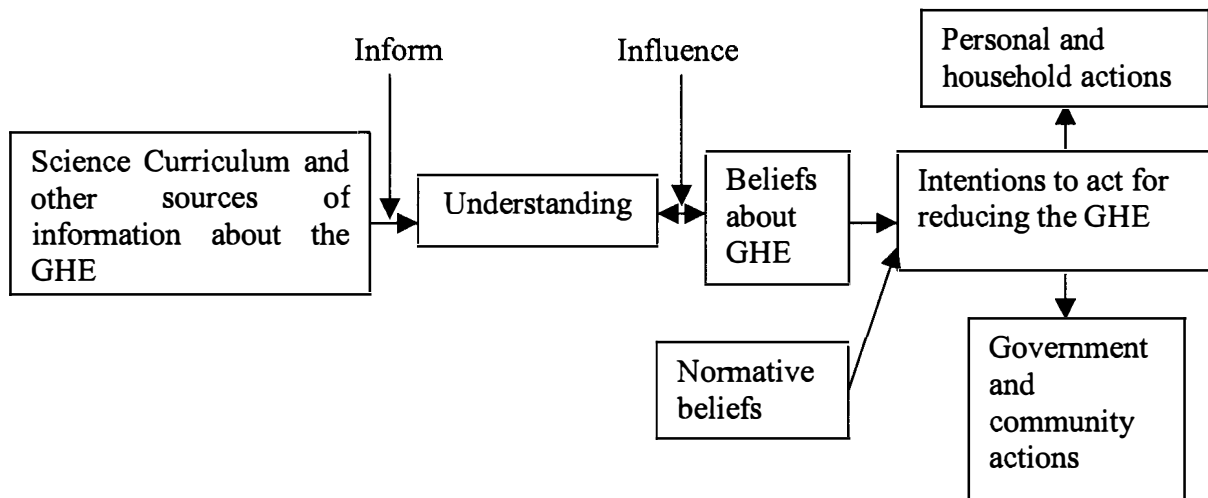 Inform
Influence
Personal and
household actions
Science Curriculum and
other sources of
information about the
GHE
Understanding
Beliefs
about
GHE
Intentions to act for
reducing the GHE
Normative
beliefs
Government
and
community
actions